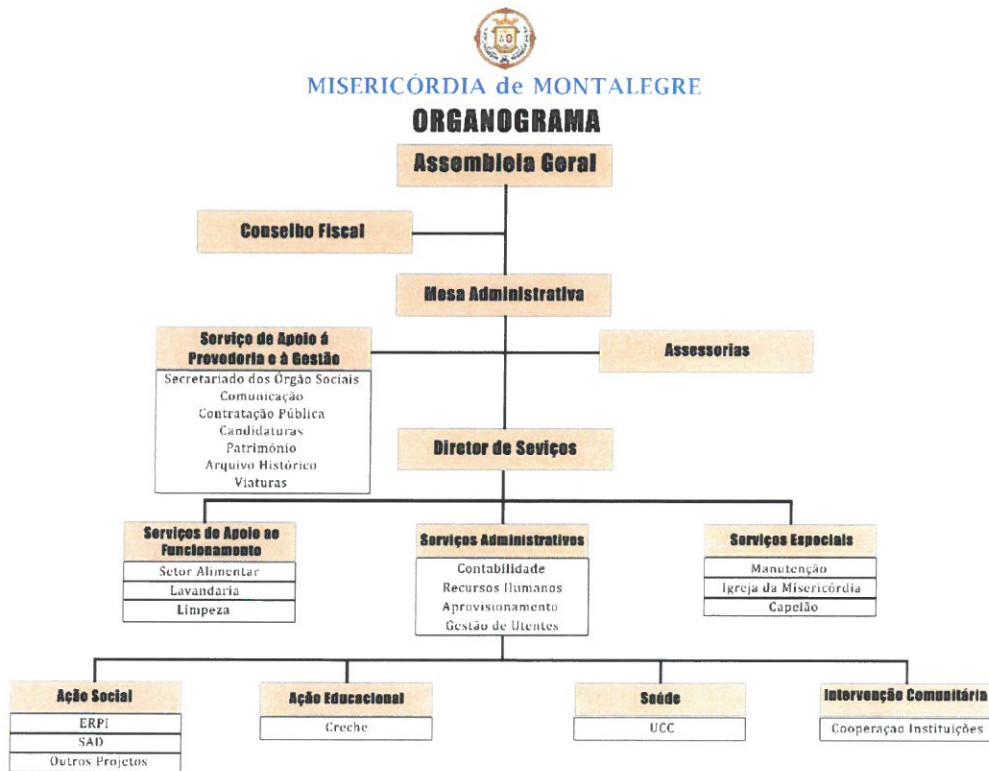 MISERICÓRDIA de MONTALEGRE
ORGANOGRAMA
Assembleia Geral
Conselho Fiscal
Mesa Administrativa
Serviço de Apoio á
Provedoria e à Gestão
Secretariado dos Órgão Sociais
Comunicação
Contratação Pública
Candidaturas
Património
Arquivo Histórico
Viaturas
Assessorias
Diretor de Seviços
Serviços de Apoio ao
Funcionamento
Setor Alimentar
Lavandaria
Limpeza
Serviços Administrativos
Contabilidade
Recursos Humanos
Aprovisionamento
Gestão de Utentes
Serviços Especiais
Manutenção
Igreja da Misericórdia
Capelão
Ação Social
ERPI
SAD
Outros Projetos
Ação Educacional
Creche
Saúde
UCC
Intervenção Comunitária
Cooperação Instituições